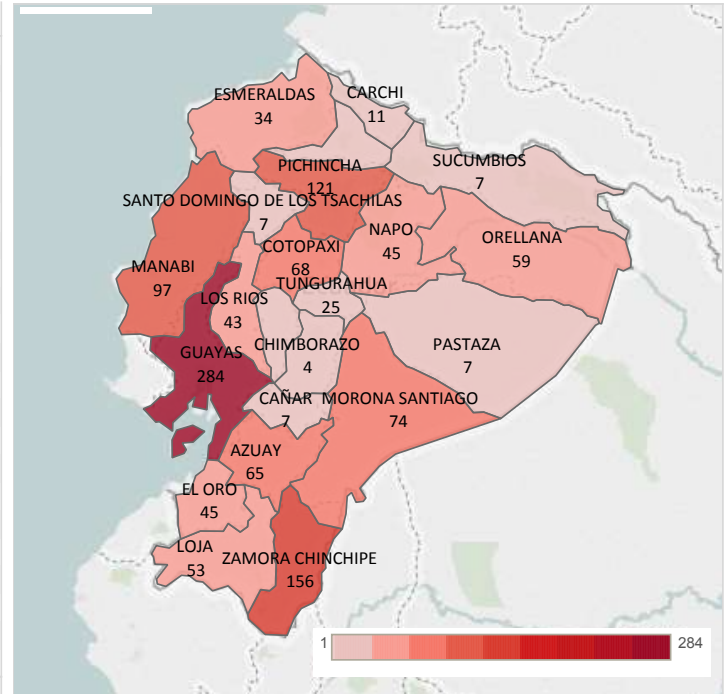 ESMERALDAS
34
CARCHI
11
PICHINCHA
121
SUCUMBIOS
7
SANTO DOMINGO DE LOS TSACHILAS
7
NAPO
45
ORELLANA
59
COTOPAXI
68
MANABI
97
TUNGURAHUA
25
LOS RIOS
43
GUAYAS
284
CHIMBORAZO
4
PASTAZA
7
CAÑAR
7
MORONA SANTIAGO
74
AZUAY
65
EL ORO
45
LOJA
53
ZAMORA CHINCHIPE
156
1
284